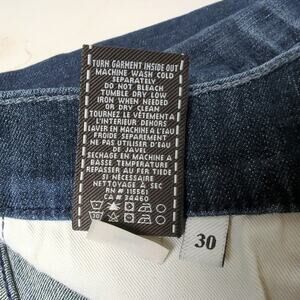 TURN GARMENT INSIDE OUT
MACHINE WASH COLD
SEPARATELY
DO NOT BLEACH
TUMBLE DRY LOW
IRON WHEN NEEDED
OR DRY CLEAN
TOURNEZ LE VÊTEMENT À
L'INTERIEUR DEHORS
LAVER EN MACHINE A L'EAU
FROIDE SEPAREMENT
NE PAS UTILISER D'EAU
DE JAVEL
SECHAGE EN MACHINE A
BASSE TEMPERATURE
REPASSER AU FER TIEDE
SI NÉCESSAIRE
NETTOYAGE À SEC
RN # 115561
CA # 34460
30